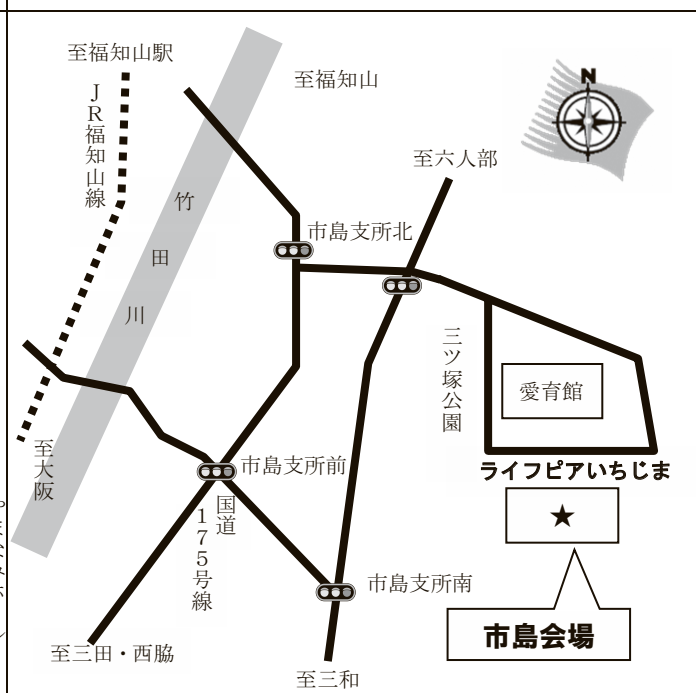 至福知山駅
至福知山
N
JR福知山線
至六人部
竹田川
市島支所北
三ツ塚公園
愛育館
至大阪
市島支所前
ライフピアいちじま
国道
175号線
★
市島支所南
市島会場
至三田・西脇
至三和